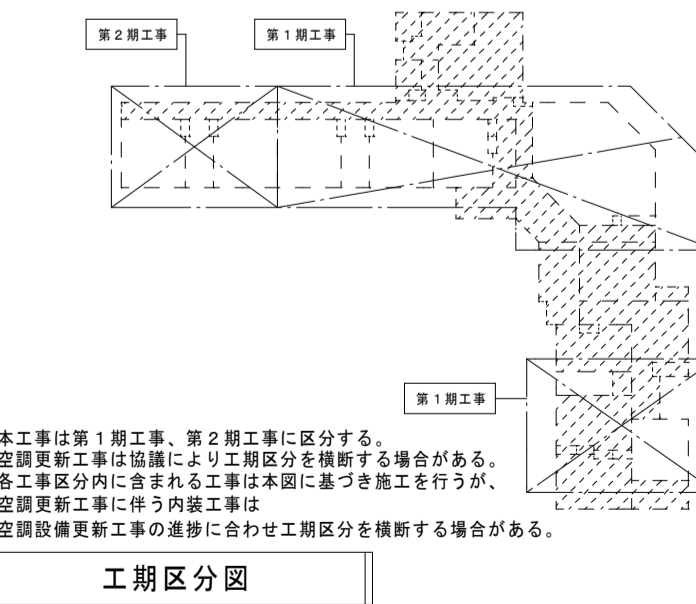 第２期工事
第１期工事
第１期工事
本工事は第１期工事、第２期工事に区分する。
空調更新工事は協議により工期区分を横断する場合がある。
各工事区分内に含まれる工事は本図に基づき施工を行うが、
空調更新工事に伴う内装工事は
空調設備更新工事の進捗に合わせ工期区分を横断する場合がある。
工期区分図